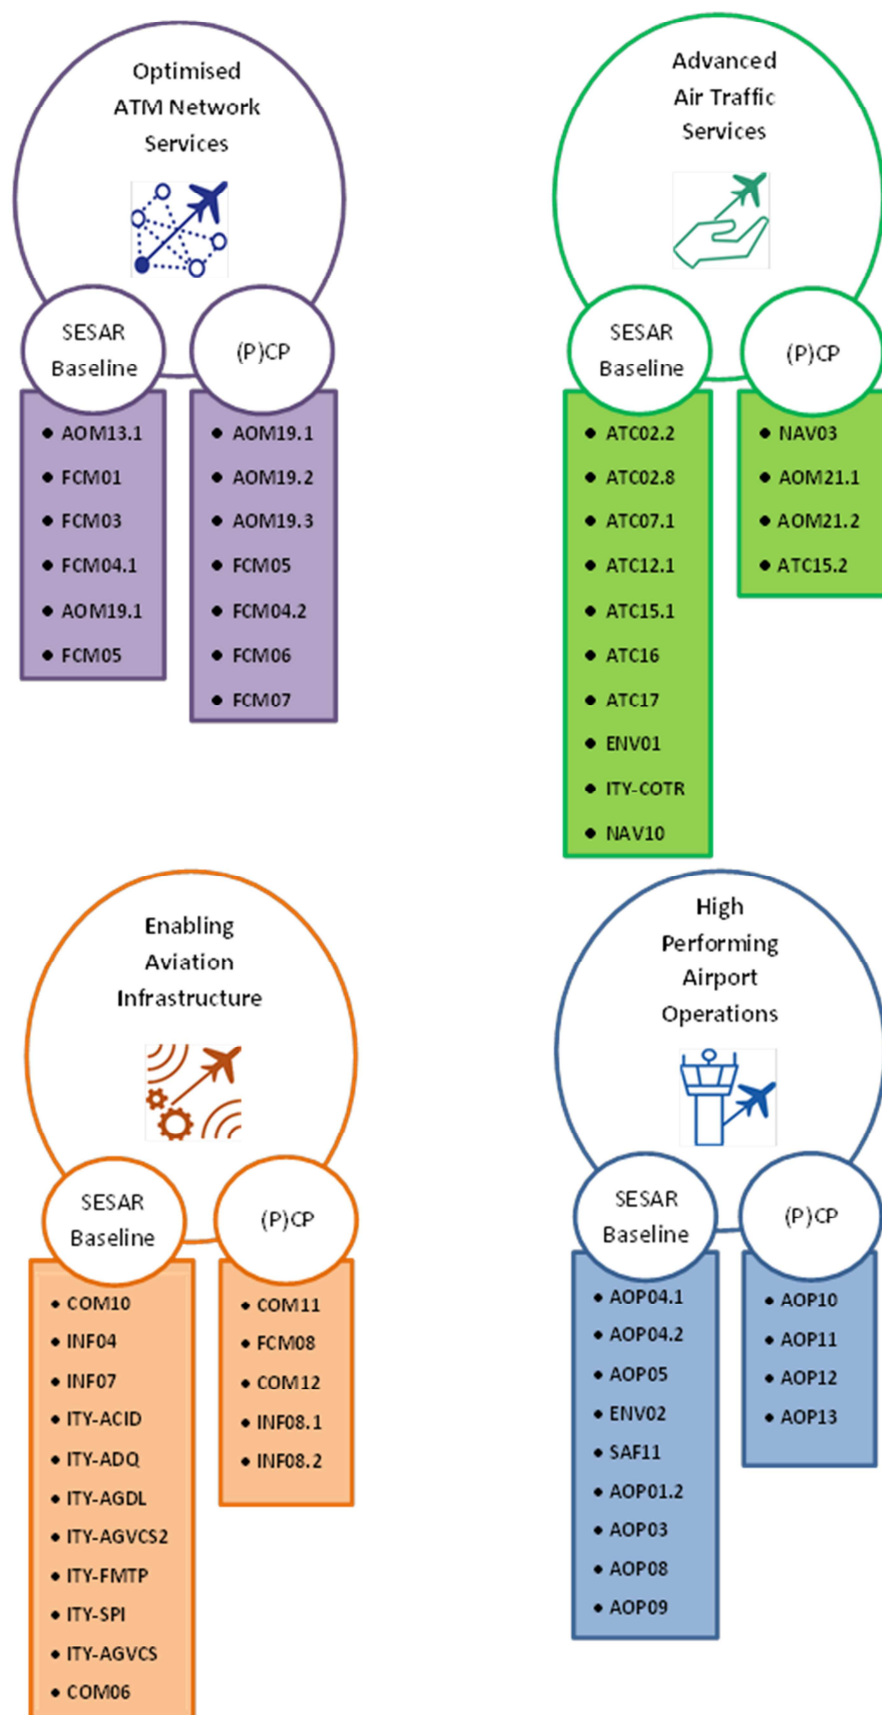 Optimised
ATM Network
Services
SESAR
Baseline
(P)CP
• AOM13.1
• FCM01
• FCM03
• FCM04.1
• AOM19.1
• FCM05
• AOM19.1
• AOM19.2
• AOM19.3
• FCM05
• FCM04.2
• FCM06
• FCM07
Advanced
Air Traffic
Services
SESAR
Baseline
(P)CP
• ATC02.2
• ATC02.8
• ATC07.1
• ATC12.1
• ATC15.1
• ATC16
• ATC17
• ENV01
• ITY-COTR
• NAV10
• NAV03
• AOM21.1
• AOM21.2
• ATC15.2
Enabling
Aviation
Infrastructure
SESAR
Baseline
(P)CP
• COM10
• INF04
• INF07
• ITY-ACID
• ITY-ADQ
• ITY-AGDL
• ITY-AGVCS2
• ITY-FMTP
• ITY-SPI
• ITY-AGVCS
• COM06
• COM11
• FCM08
• COM12
• INF08.1
• INF08.2
High
Performing
Airport
Operations
SESAR
Baseline
(P)CP
• AOP04.1
• AOP04.2
• AOP05
• ENV02
• SAF11
• AOP01.2
• AOP03
• AOP08
• AOP09
• AOP10
• AOP11
• AOP12
• AOP13